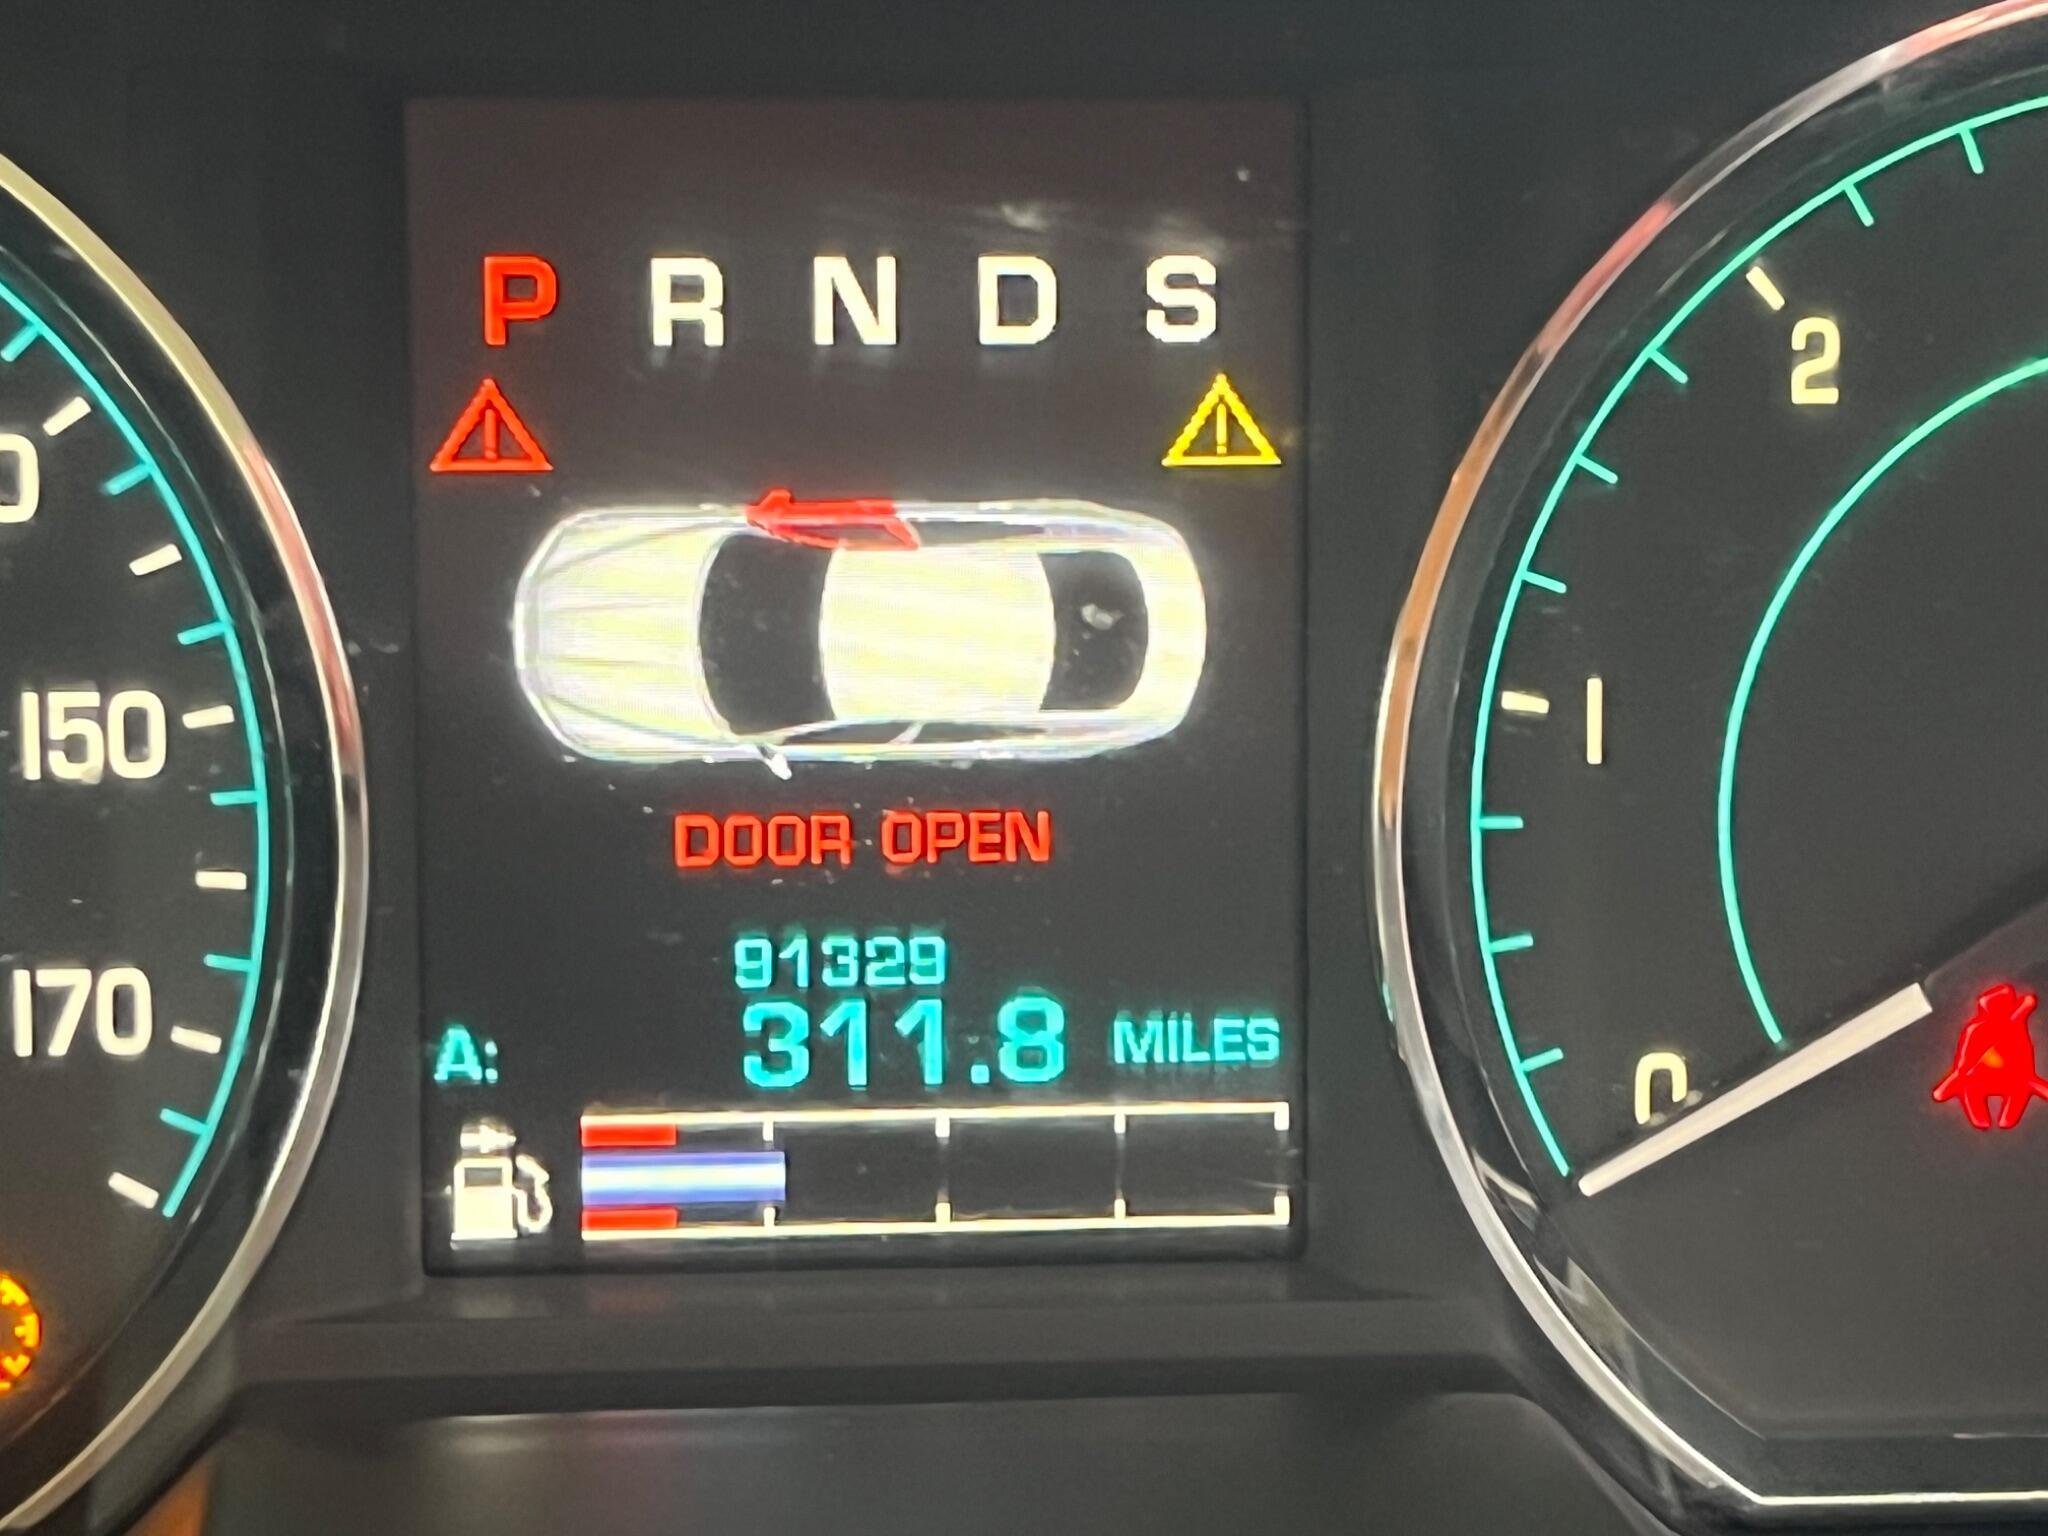 P R N D S
2
1
150
DOOR OPEN
91329
170
A: 311.8 MILES
0